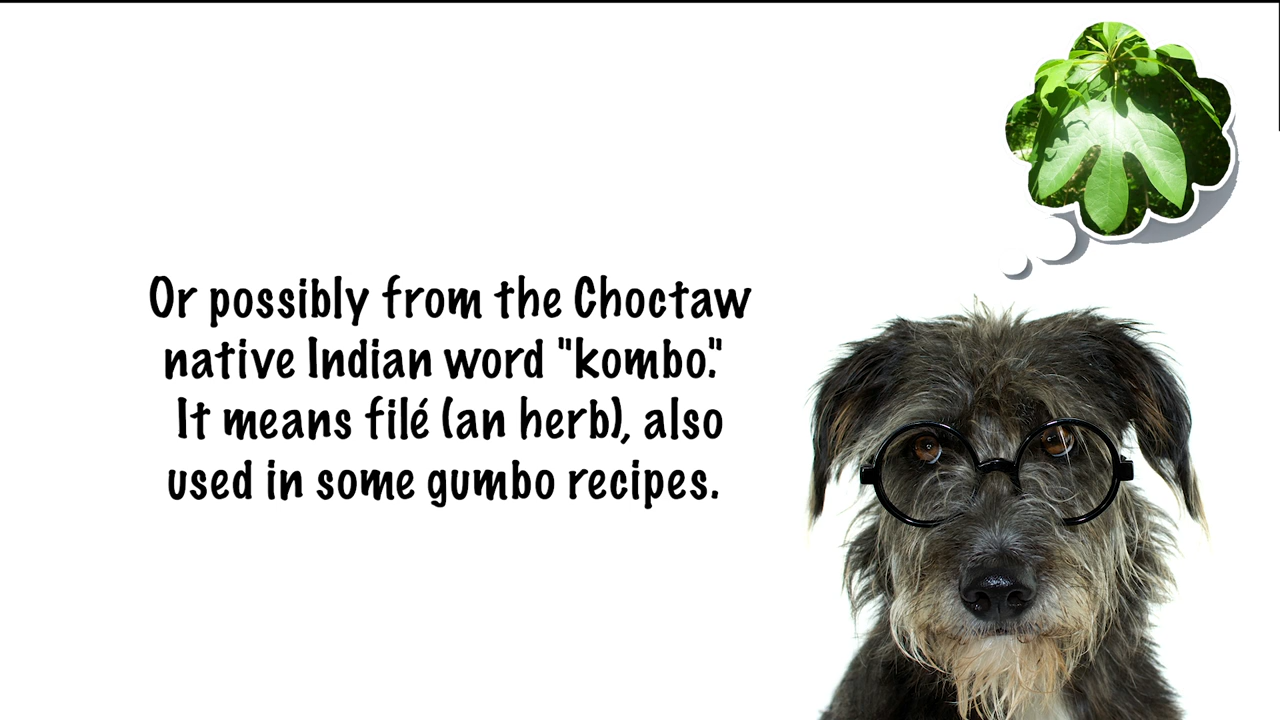 Or possibly from the Choctaw
native Indian word "kombo."
It means filé (an herb), also
used in some gumbo recipes.